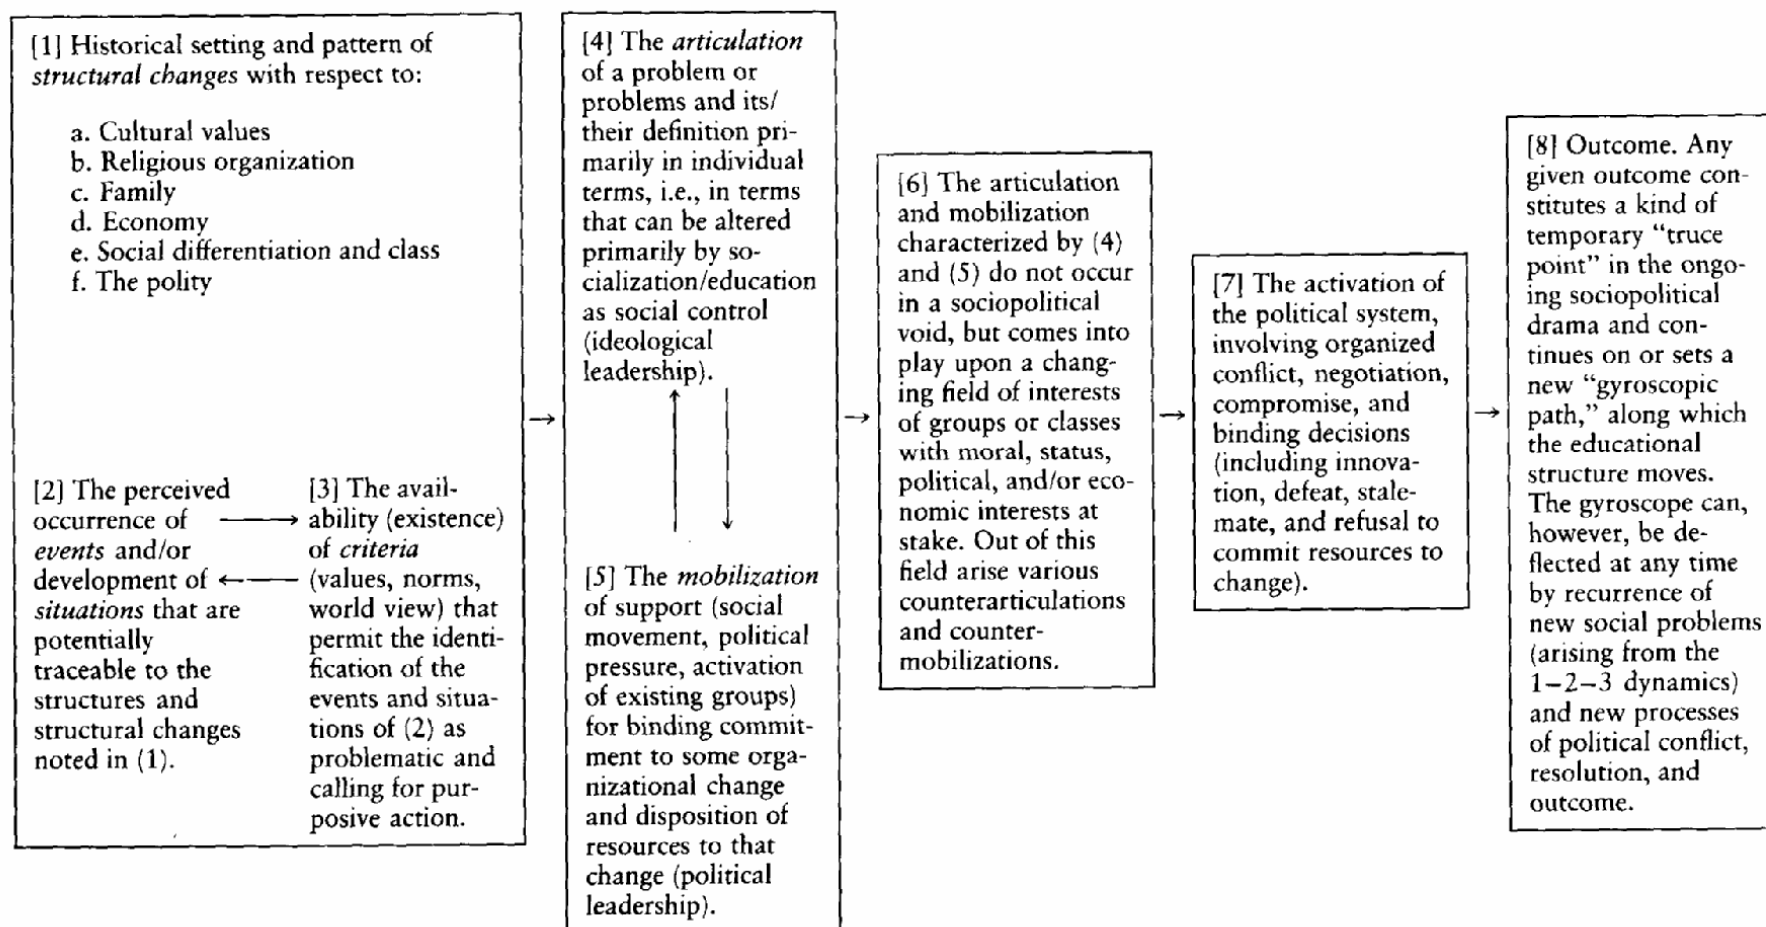 [1] Historical setting and pattern of
structural changes with respect to:
a. Cultural values
b. Religious organization
c. Family
d. Economy
e. Social differentiation and class
f. The polity
[2] The perceived
occurrence of
events and/or
development of
situations that are
potentially
traceable to the
structures and
structural changes
noted in (1).
[3] The avail-
ability (existence)
of criteria
(values, norms,
world view) that
permit the identi-
fication of the
events and situa-
tions of (2) as
problematic and
calling for pur-
posive action.
[4] The articulation
of a problem or
problems and its/
their definition pri-
marily in individual
terms, i.e., in terms
that can be altered
primarily by so-
cialization/education
as social control
(ideological
leadership).
[5] The mobilization
of support (social
movement, political
pressure, activation
of existing groups)
for binding commit-
ment to some orga-
nizational change
and disposition of
resources to that
change (political
leadership).
[6] The articulation
and mobilization
characterized by (4)
and (5) do not occur
in a sociopolitical
void, but comes into
play upon a chang-
ing field of interests
of groups or classes
with moral, status,
political, and/or eco-
nomic interests at
stake. Out of this
field arise various
counterarticulations
and counter-
mobilizations.
[7] The activation of
the political system,
involving organized
conflict, negotiation,
compromise, and
binding decisions
(including innova-
tion, defeat, stale-
mate, and refusal to
commit resources to
change).
[8] Outcome. Any
given outcome con-
stitutes a kind of
temporary “truce
point” in the ongo-
ing sociopolitical
drama and con-
tinues on or sets a
new “gyroscopic
path,” along which
the educational
structure moves.
The gyroscope can,
however, be de-
flected at any time
by recurrence of
new social problems
(arising from the
1–2–3 dynamics)
and new processes
of political conflict,
resolution, and
outcome.